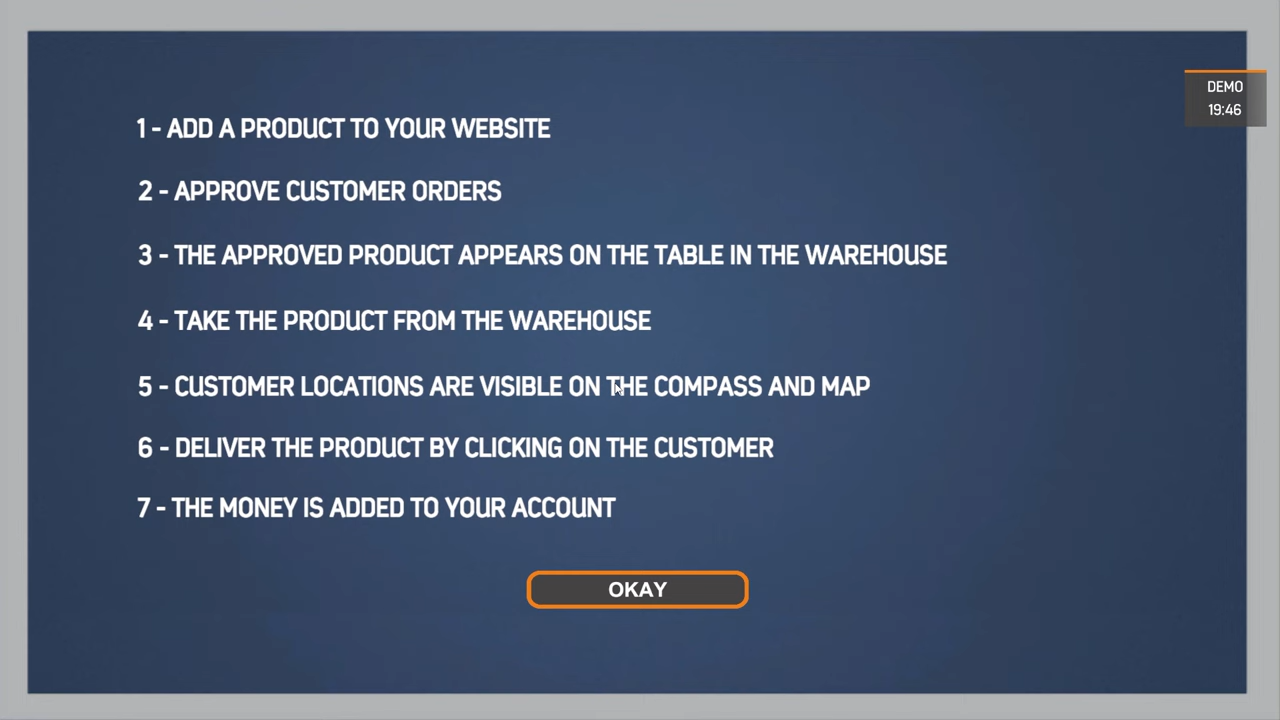 DEMO
19:46
1 - ADD A PRODUCT TO YOUR WEBSITE
2 - APPROVE CUSTOMER ORDERS
3 - THE APPROVED PRODUCT APPEARS ON THE TABLE IN THE WAREHOUSE
4 - TAKE THE PRODUCT FROM THE WAREHOUSE
5 - CUSTOMER LOCATIONS ARE VISIBLE ON THE COMPASS AND MAP
6 - DELIVER THE PRODUCT BY CLICKING ON THE CUSTOMER
7 - THE MONEY IS ADDED TO YOUR ACCOUNT
OKAY